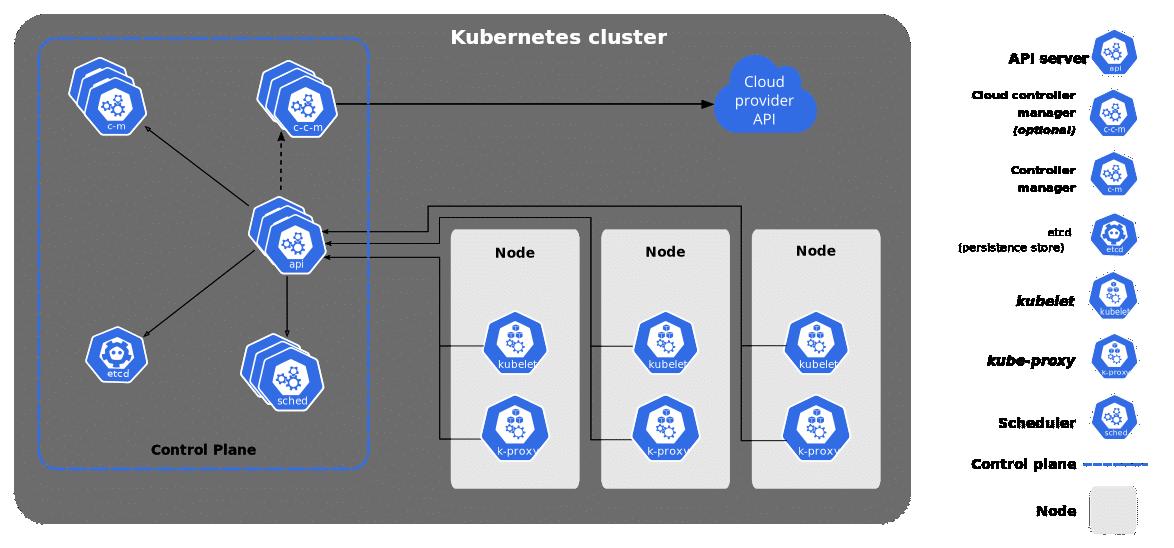 Kubernetes cluster
c-m
c-c-m
Cloud
provider
API
api
etcd
sched
Control Plane
Node
kubelet
k-proxy
Node
kubelet
k-proxy
Node
kubelet
k-proxy
API server
api
Cloud controller
manager
(optional)
c-c-m
Controller
manager
c-m
etcd
(persistence store)
etcd
kubelet
kubelet
kube-proxy
k-proxy
Scheduler
sched
Control plane
Node